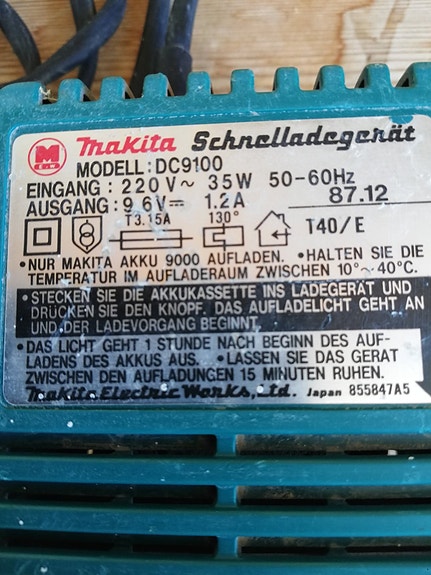 M
E.W
makita Schnelladegerät
MODELL: DC9100
EINGANG : 220 V~ 35W 50-60Hz
AUSGANG: 9.6V⎓ 1.2A 87.12
T3.15A 130° T40/E
•NUR MAKITA AKKU 9000 AUFLADEN. •HALTEN SIE DIE
TEMPERATUR IM AUFLADERAUM ZWISCHEN 10°~40°C.
•STECKEN SIE DIE AKKUKASSETTE INS LADEGERÄT UND
DRÜCKEN SIE DEN KNOPF. DAS AUFLADELICHT GEHT AN
UND DER LADEVORGANG BEGINNT.
•DAS LICHT GEHT 1 STUNDE NACH BEGINN DES AUF-
LADENS DES AKKUS AUS. •LASSEN SIE DAS GERÄT
ZWISCHEN DEN AUFLADUNGEN 15 MINUTEN RUHEN.
Makita Electric Works, Ltd. Japan 855847A5